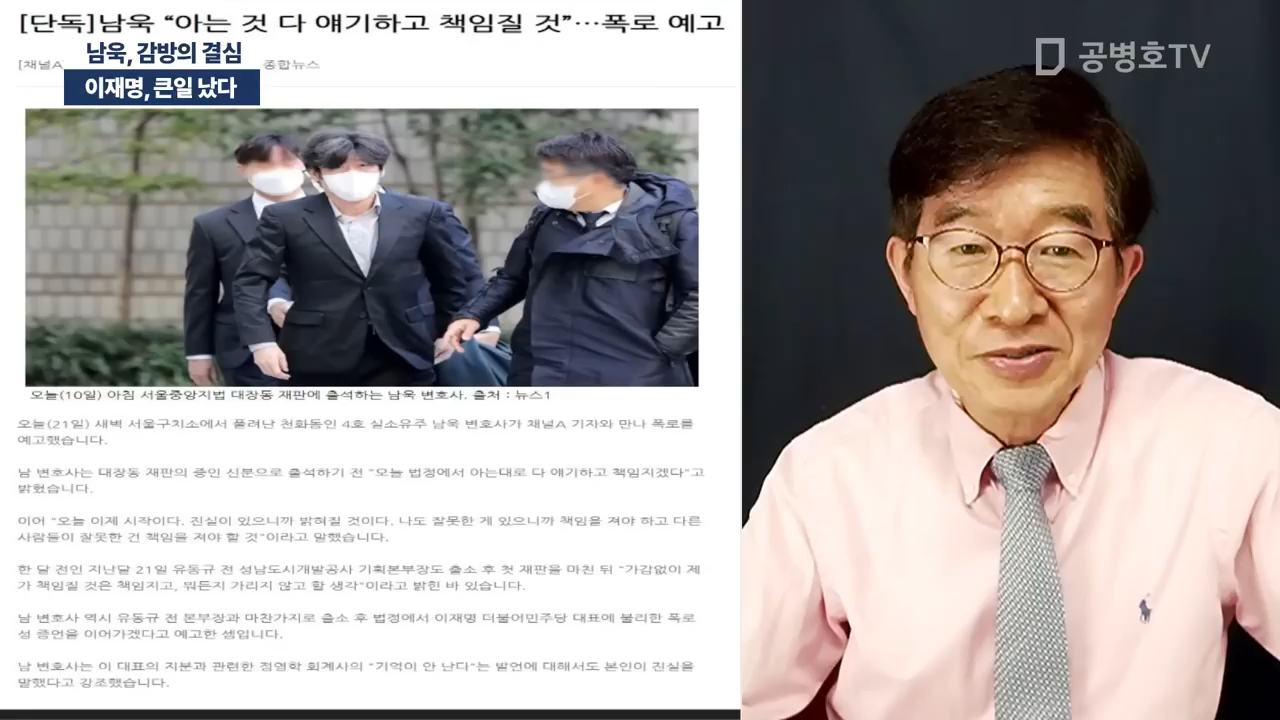 [단독]남욱 “아는 것 다 얘기하고 책임질 것”…폭로 예고
남욱, 감방의 결심
[채널A 종합뉴스
이재명, 큰일 났다
공병호TV
오늘(10일) 아침 서울중앙지법 대장동 재판에 출석하는 남욱 변호사. 출처 : 뉴스1
오늘(21일) 새벽 서울구치소에서 풀려난 천화동인 4호 실소유주 남욱 변호사가 채널A 기자와 만나 폭로를
예고했습니다.
남 변호사는 대장동 재판의 증인 신분으로 출석하기 전 "오늘 법정에서 아는대로 다 얘기하고 책임지겠다"고
밝혔습니다.
이어 "오늘 이제 시작이다. 진실이 있으니까 밝혀질 것이다. 나도 잘못한 게 있으니까 책임을 져야 하고 다른
사람들이 잘못한 건 책임을 져야 할 것"이라고 말했습니다.
한 달 전인 지난달 21일 유동규 전 성남도시개발공사 기획본부장도 출소 후 첫 재판을 마친 뒤 "가감없이 제
가 책임질 것은 책임지고, 뭐든지 가리지 않고 할 생각"이라고 밝힌 바 있습니다.
남 변호사 역시 유동규 전 본부장과 마찬가지로 출소 후 법정에서 이재명 더불어민주당 대표에 불리한 폭로
성 증언을 이어가겠다고 예고한 셈입니다.
남 변호사는 이 대표의 지분과 관련한 정영학 회계사의 "기억이 안 난다"는 발언에 대해서도 본인이 진실을
말했다고 강조했습니다.